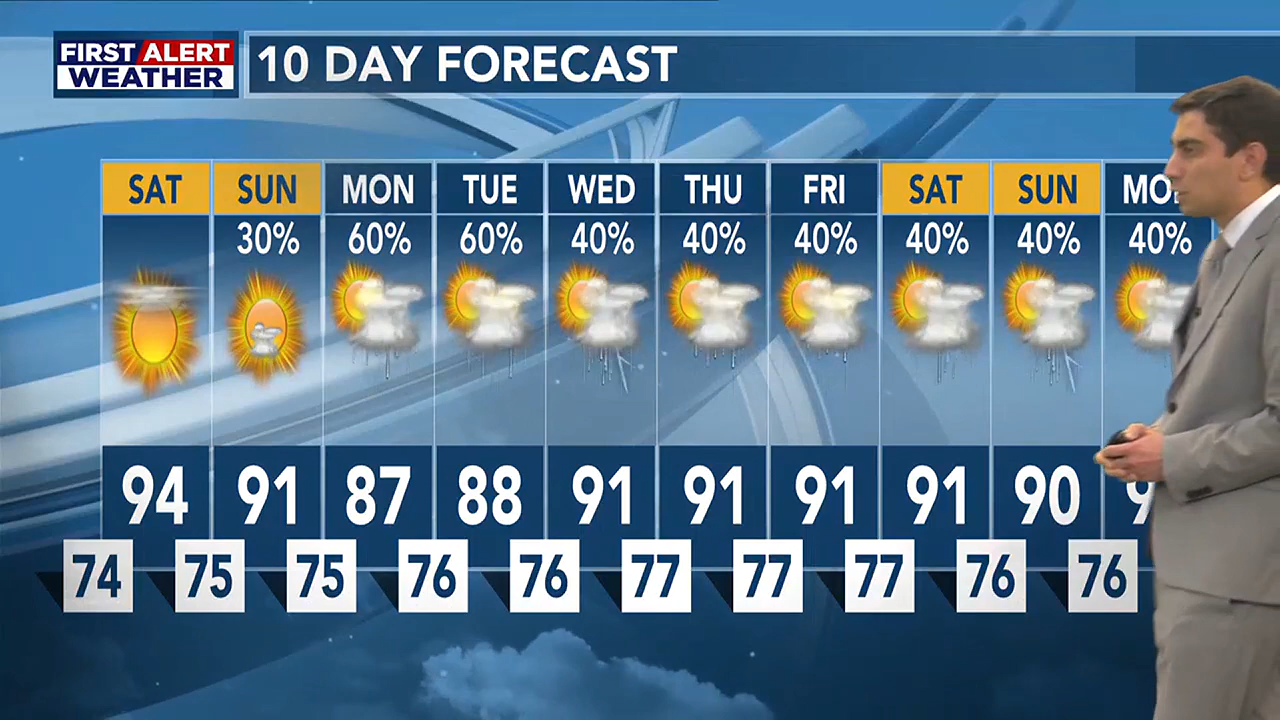 FIRST ALERT
WEATHER
10 DAY FORECAST
SAT SUN MON TUE WED THU FRI SAT SUN
30% 60% 60% 40% 40% 40% 40% 40% 40%
94 91 87 88 91 91 91 91 90
74 75 75 76 76 77 77 77 76 76